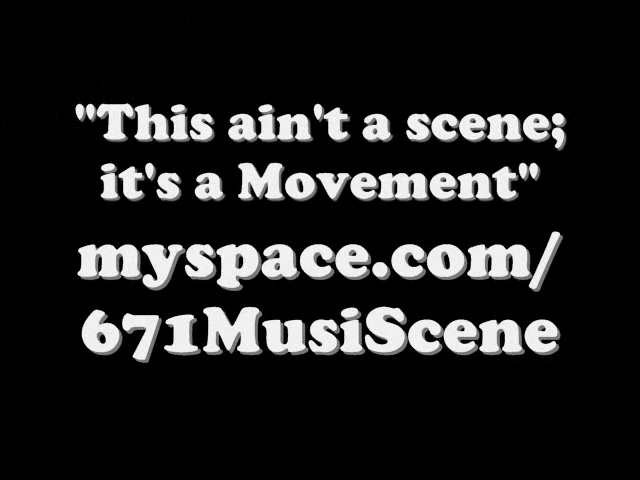 "This ain't a scene;
it's a Movement"
myspace.com/
671MusiScene